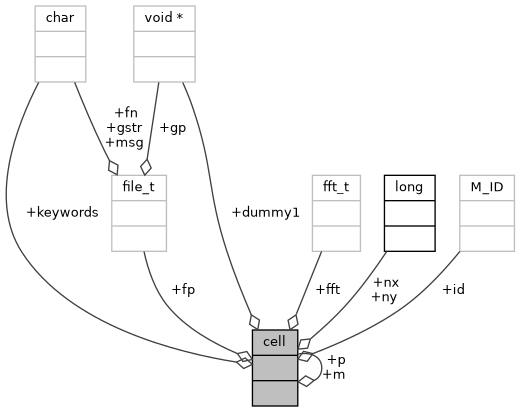 char
void *
+fn
+gstr
+msg
+gp
file_t
fft_t
long
M_ID
+keywords
+dummy1
+fp
+fft
+nx
+ny
+id
cell
+p
+m